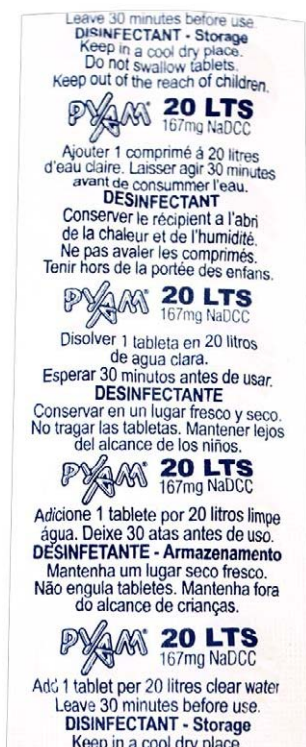 Leave 30 minutes before use.
DISINFECTANT - Storage
Keep in a cool dry place.
Do not swallow tablets.
Keep out of the reach of children.
PYAM 20 LTS
167mg NaDCC
Ajouter 1 comprimé á 20 litres
d'eau claire. Laisser agir 30 minutes
avant de consummer l'eau.
DESINFECTANT
Conserver le récipient a l'abri
de la chaleur et de l'humidité.
Ne pas avaler les comprimés.
Tenir hors de la portée des enfans.
PYAM 20 LTS
167mg NaDCC
Disolver 1 tableta en 20 litros
de agua clara.
Esperar 30 minutos antes de usar.
DESINFECTANTE
Conservar en un lugar fresco y seco.
No tragar las tabletas. Mantener lejos
del alcance de los niños.
PYAM 20 LTS
167mg NaDCC
Adicione 1 tablete por 20 litros limpe
água. Deixe 30 atas antes de uso.
DESINFETANTE - Armazenamento
Mantenha um lugar seco fresco.
Não engula tabletes. Mantenha fora
do alcance de crianças.
PYAM 20 LTS
167mg NaDCC
Add 1 tablet per 20 litres clear water
Leave 30 minutes before use.
DISINFECTANT - Storage
Keep in a cool dry place